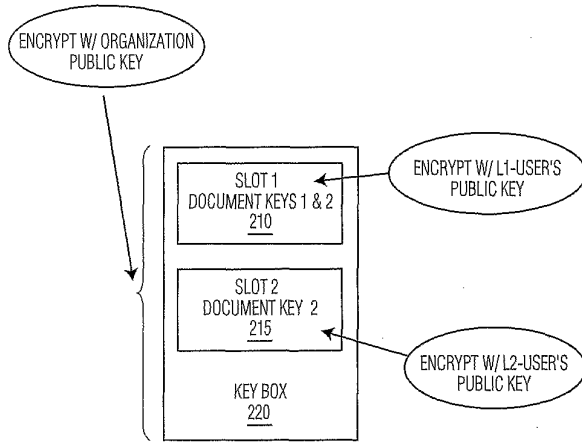 ENCRYPT W/ ORGANIZATION
PUBLIC KEY
SLOT 1
DOCUMENT KEYS 1 & 2
210
ENCRYPT W/ L1-USER'S
PUBLIC KEY
SLOT 2
DOCUMENT KEY 2
215
ENCRYPT W/ L2-USER'S
PUBLIC KEY
KEY BOX
220